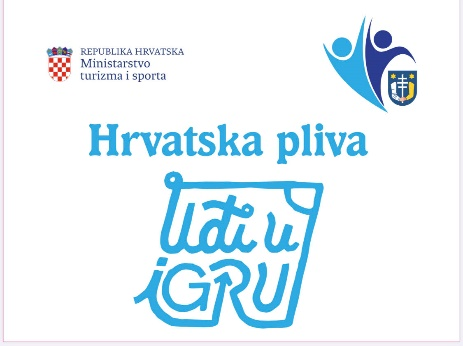 REPUBLIKA HRVATSKA
Ministarstvo
turizma i sporta
Hrvatska pliva
Uđi u
iGRU